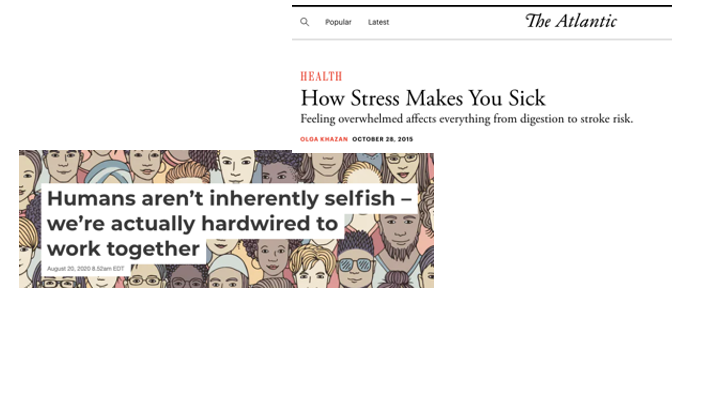 Popular Latest The Atlantic
HEALTH
How Stress Makes You Sick
Feeling overwhelmed affects everything from digestion to stroke risk.
OLGA KHAZAN OCTOBER 28, 2015
Humans aren’t inherently selfish –
we’re actually hardwired to
work together
August 20, 2020 8.52am EDT